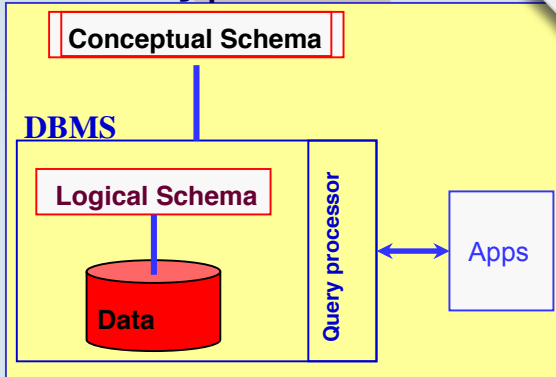 Conceptual Schema
DBMS
Logical Schema
Data
Query processor
Apps